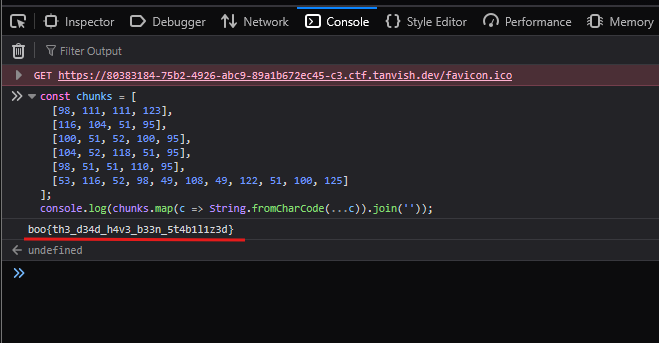 Inspector Debugger Network Console Style Editor Performance Memory
Filter Output
GET https://80383184-75b2-4926-abc9-89a1b672ec45-c3.ctf.tanvish.dev/favicon.ico
const chunks = [
[98, 111, 111, 123],
[116, 104, 51, 95],
[100, 51, 52, 100, 95],
[104, 52, 118, 51, 95],
[98, 51, 51, 110, 95],
[53, 116, 52, 98, 49, 108, 49, 122, 51, 100, 125]
];
console.log(chunks.map(c => String.fromCharCode(...c)).join(''));
boo{th3_d34d_h4v3_b33n_5t4b1l1z3d}
undefined